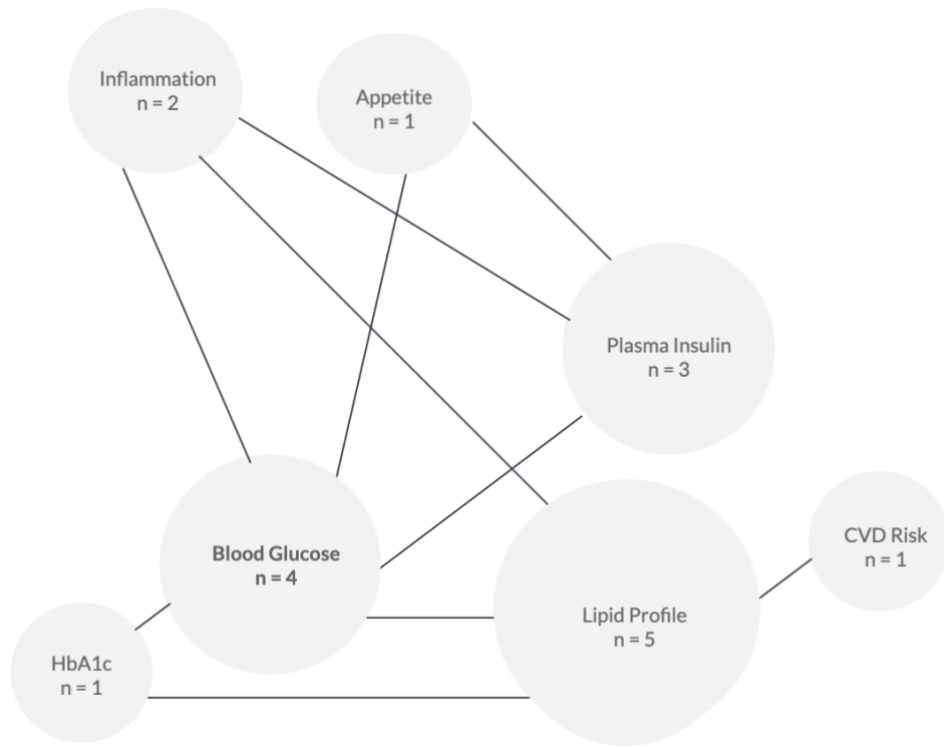 Inflammation
n = 2
Appetite
n = 1
Plasma Insulin
n = 3
Blood Glucose
n = 4
CVD Risk
n = 1
Lipid Profile
n = 5
HbA1c
n = 1